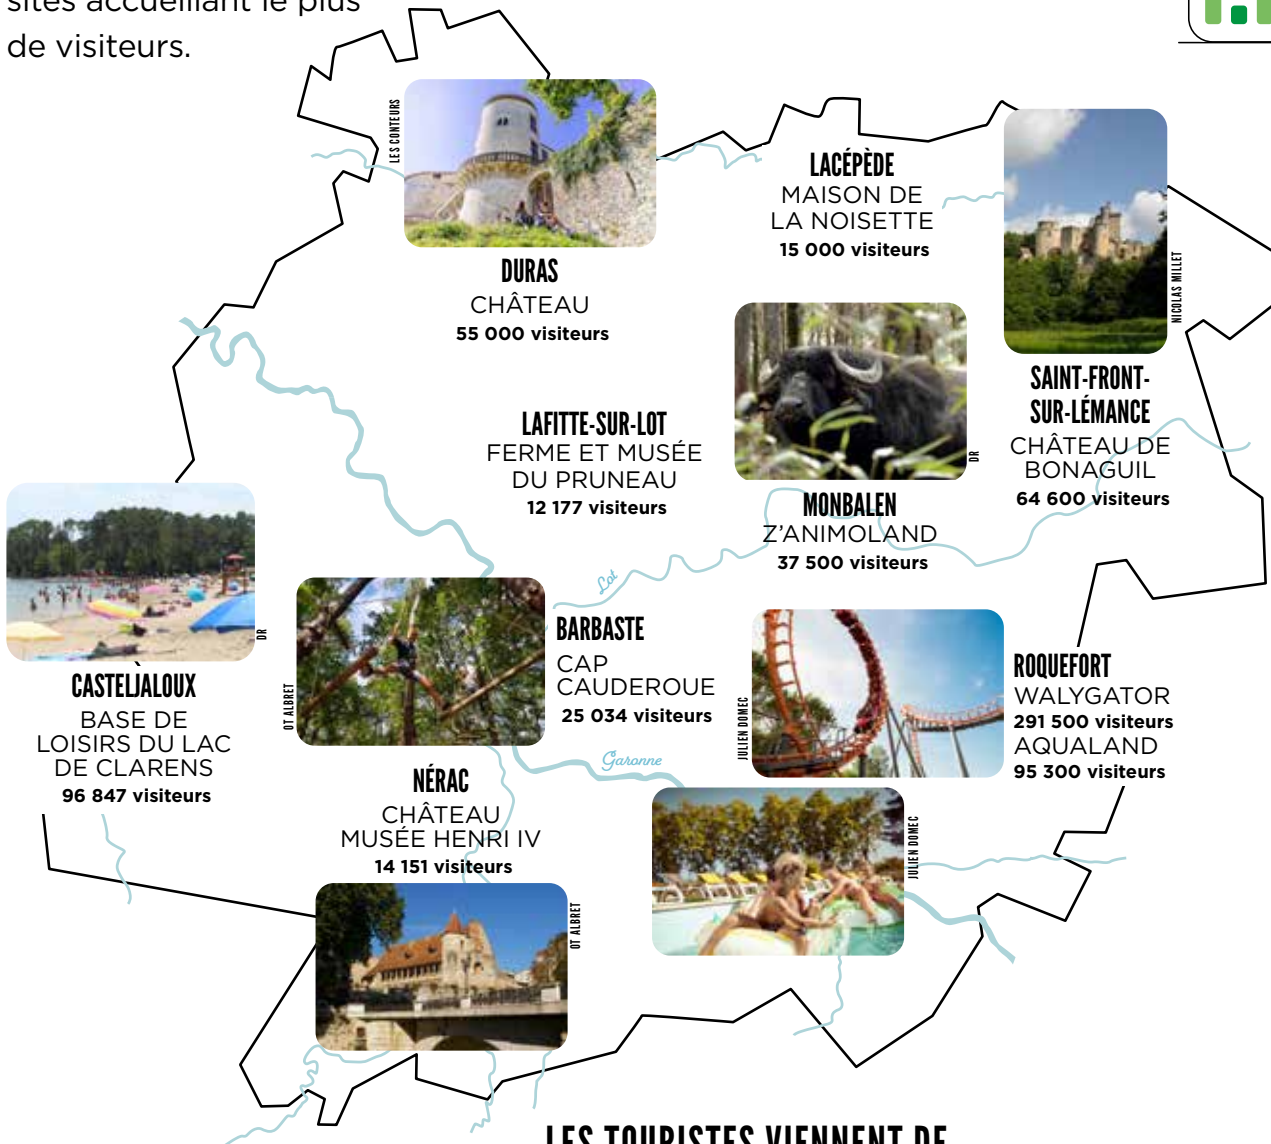 sites accueillant le plus
de visiteurs.
LES CONTEURS
DURAS
CHÂTEAU
55 000 visiteurs
LACÉPÈDE
MAISON DE
LA NOISETTE
15 000 visiteurs
NICOLAS MILLET
SAINT-FRONT-
SUR-LÉMANCE
CHÂTEAU DE
BONAGUIL
64 600 visiteurs
LAFITTE-SUR-LOT
FERME ET MUSÉE
DU PRUNEAU
12 177 visiteurs
DR
MONBALEN
Z'ANIMOLAND
37 500 visiteurs
Lot
DR
CASTELJALOUX
BASE DE
LOISIRS DU LAC
DE CLARENS
96 847 visiteurs
OT ALBRET
BARBASTE
CAP
CAUDEROUE
25 034 visiteurs
JULIEN DOMEC
ROQUEFORT
WALYGATOR
291 500 visiteurs
AQUALAND
95 300 visiteurs
Garonne
NÉRAC
CHÂTEAU
MUSÉE HENRI IV
14 151 visiteurs
OT ALBRET
JULIEN DOMEC
LES TOURISTES VIENNENT DE